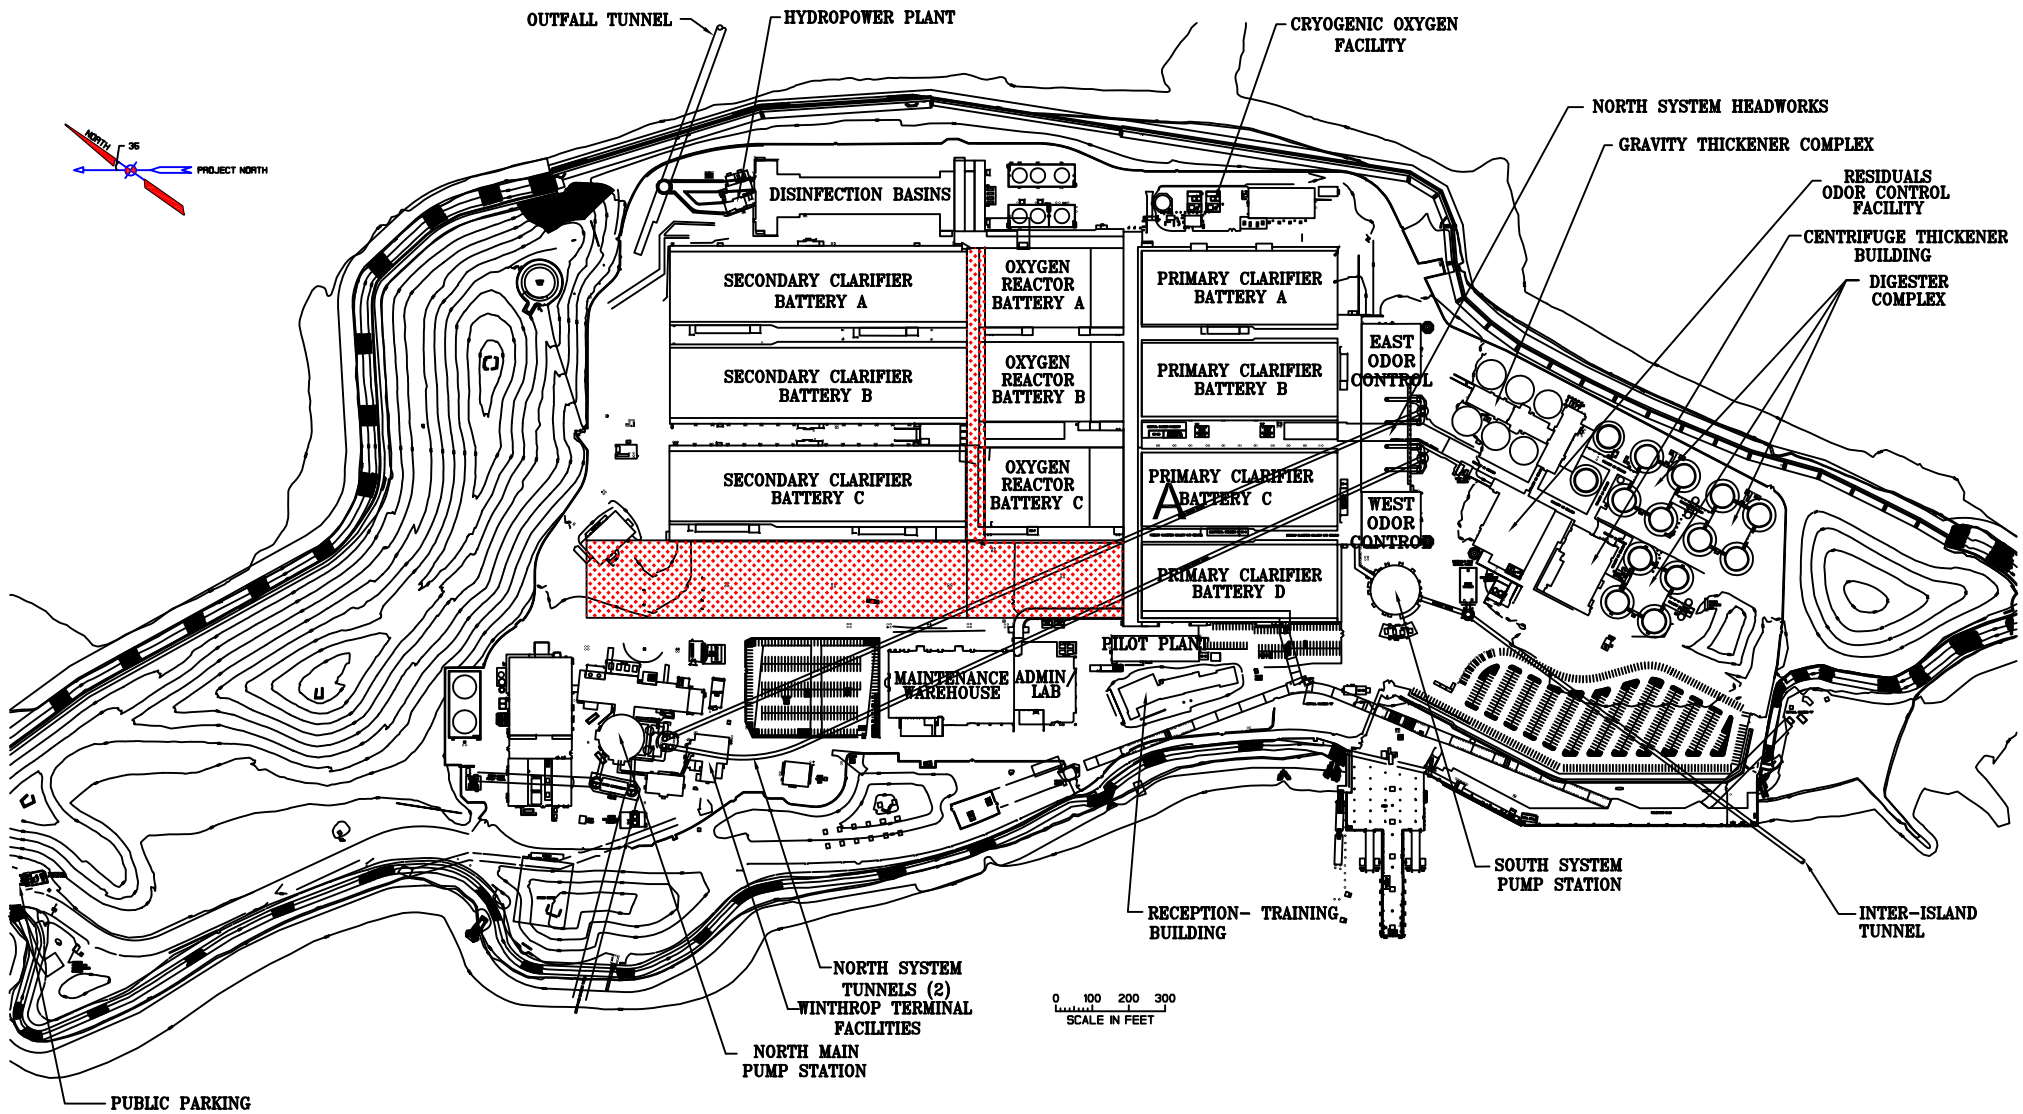 OUTFALL TUNNEL
HYDROPOWER PLANT
CRYOGENIC OXYGEN
FACILITY
NORTH SYSTEM HEADWORKS
GRAVITY THICKENER COMPLEX
RESIDUALS
ODOR CONTROL
FACILITY
CENTRIFUGE THICKENER
BUILDING
DIGESTER
COMPLEX
NORTH
36
PROJECT NORTH
DISINFECTION BASINS
SECONDARY CLARIFIER
BATTERY A
OXYGEN
REACTOR
BATTERY A
PRIMARY CLARIFIER
BATTERY A
EAST
ODOR
CONTROL
SECONDARY CLARIFIER
BATTERY B
OXYGEN
REACTOR
BATTERY B
PRIMARY CLARIFIER
BATTERY B
SECONDARY CLARIFIER
BATTERY C
OXYGEN
REACTOR
BATTERY C
PRIMARY CLARIFIER
BATTERY C
A
WEST
ODOR
CONTROL
PRIMARY CLARIFIER
BATTERY D
PILOT PLANT
MAINTENANCE
WAREHOUSE
ADMIN/
LAB
SOUTH SYSTEM
PUMP STATION
RECEPTION- TRAINING
BUILDING
INTER-ISLAND
TUNNEL
NORTH SYSTEM
TUNNELS (2)
WINTHROP TERMINAL
FACILITIES
NORTH MAIN
PUMP STATION
0 100 200 300
SCALE IN FEET
PUBLIC PARKING